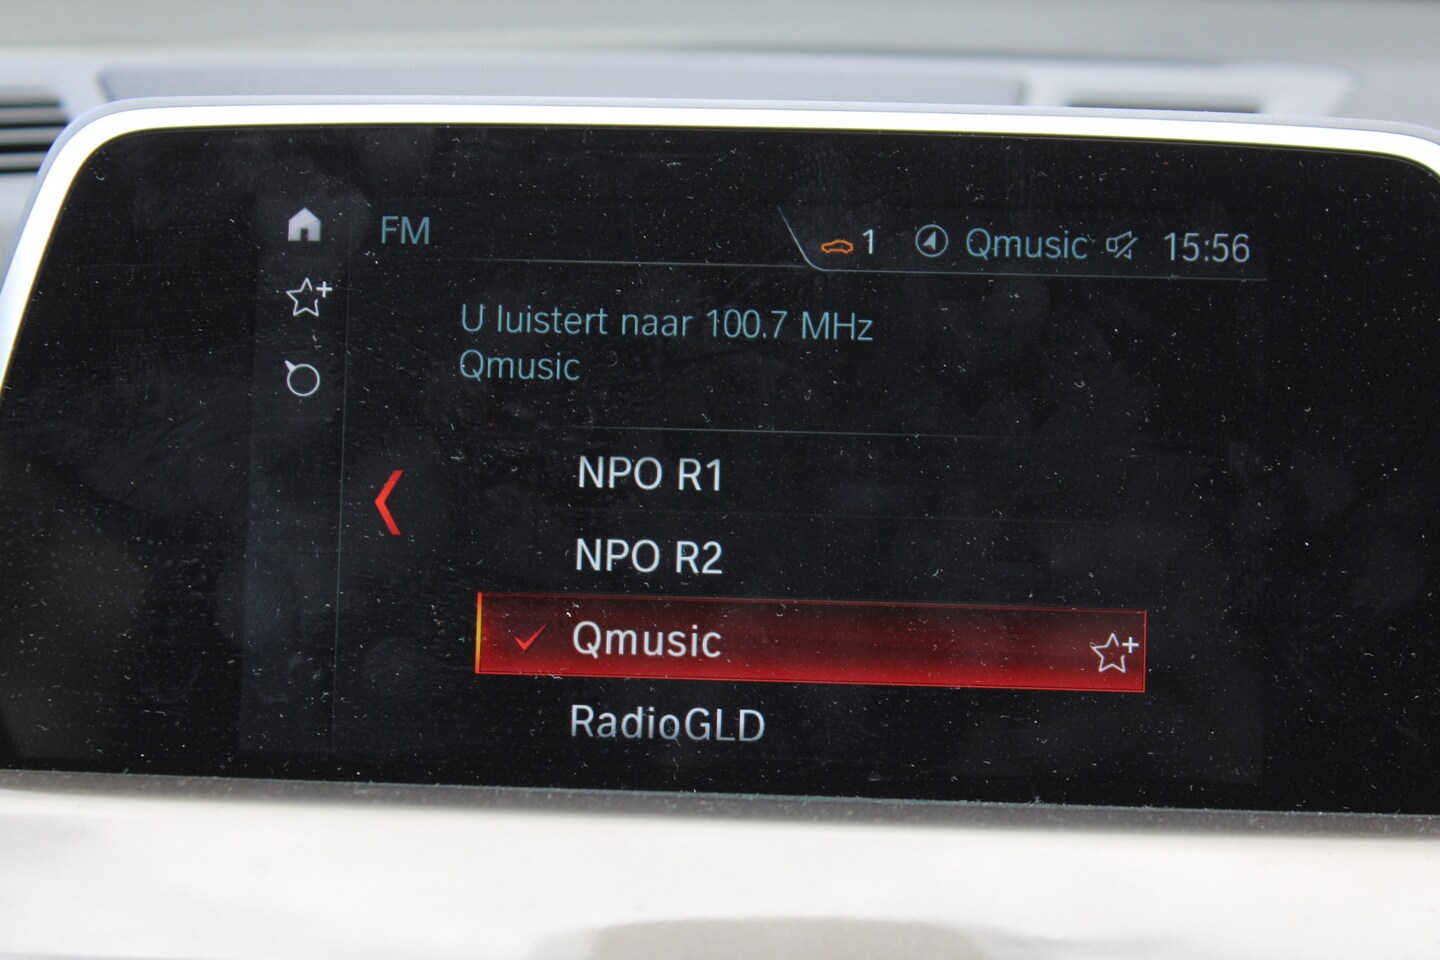 FM
1 Qmusic 15:56
U luistert naar 100.7 MHz
Qmusic
NPO R1
NPO R2
Qmusic
RadioGLD